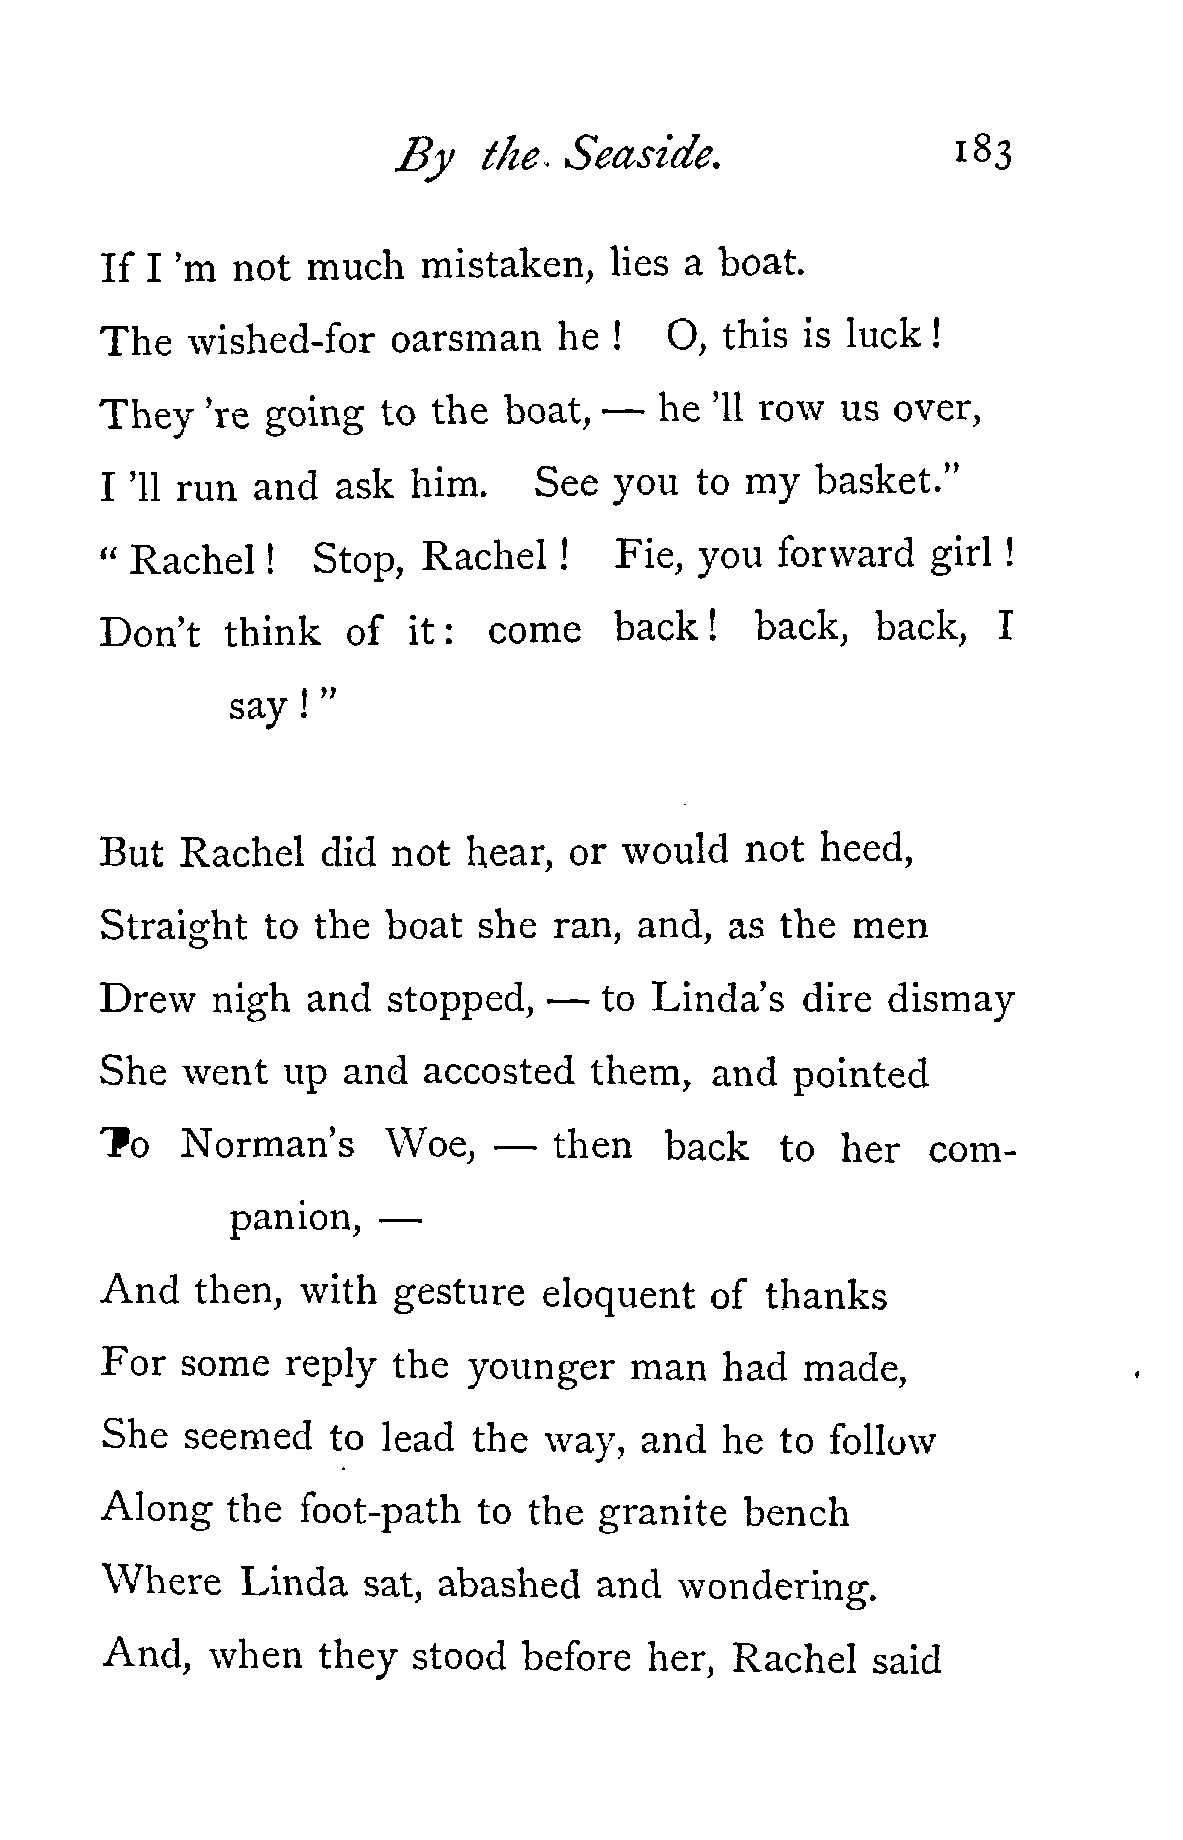 By the Seaside. 183
If I 'm not much mistaken, lies a boat.
The wished-for oarsman he ! O, this is luck !
They 're going to the boat, — he 'll row us over,
I 'll run and ask him. See you to my basket."
" Rachel ! Stop, Rachel ! Fie, you forward girl !
Don't think of it : come back ! back, back, I
say ! "
But Rachel did not hear, or would not heed,
Straight to the boat she ran, and, as the men
Drew nigh and stopped, — to Linda's dire dismay
She went up and accosted them, and pointed
To Norman's Woe, — then back to her com-
panion, —
And then, with gesture eloquent of thanks
For some reply the younger man had made,
She seemed to lead the way, and he to follow
Along the foot-path to the granite bench
Where Linda sat, abashed and wondering.
And, when they stood before her, Rachel said